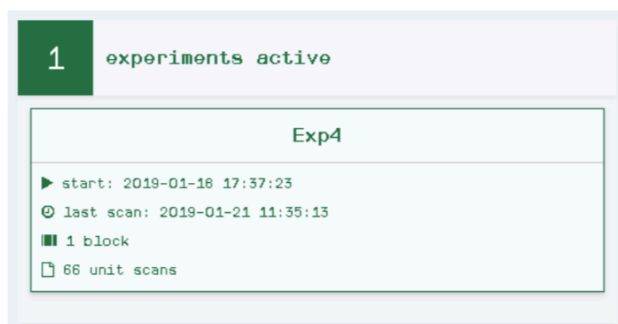 1
experiments active
Exp4
start: 2019-01-16 17:37:23
last scan: 2019-01-21 11:35:13
1 block
66 unit scans